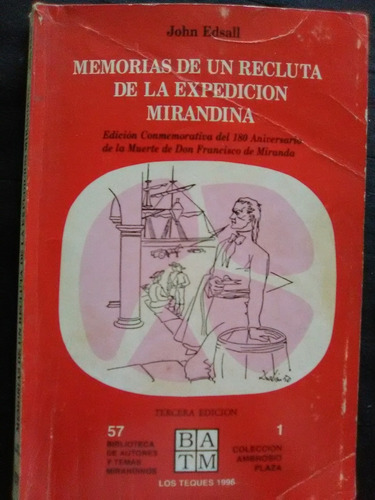 John Edsall
MEMORIAS DE UN RECLUTA
DE LA EXPEDICION
MIRANDINA
Edición Conmemorativa del 180 Aniversario
de la Muerte de Don Francisco de Miranda
TERCERA EDICION
57
BIBLIOTECA
DE AUTORES
Y TEMAS
MIRANDINOS
BA
TM
1
COLECCION
AMBROSIO
PLAZA
LOS TEQUES 1996